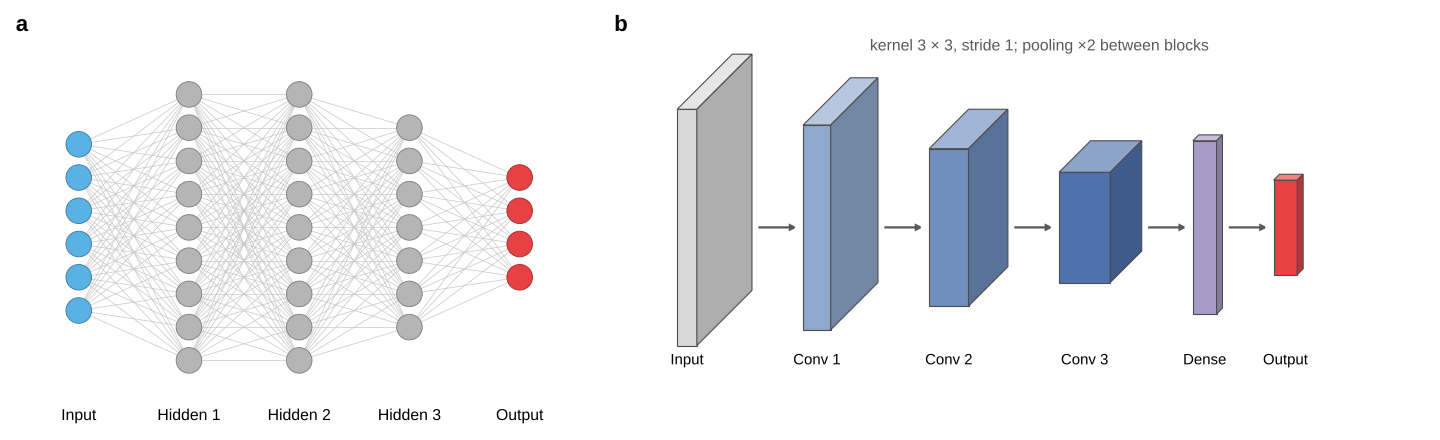 a
Input
Hidden 1
Hidden 2
Hidden 3
Output
b
kernel 3 × 3, stride 1; pooling ×2 between blocks
Input
Conv 1
Conv 2
Conv 3
Dense
Output